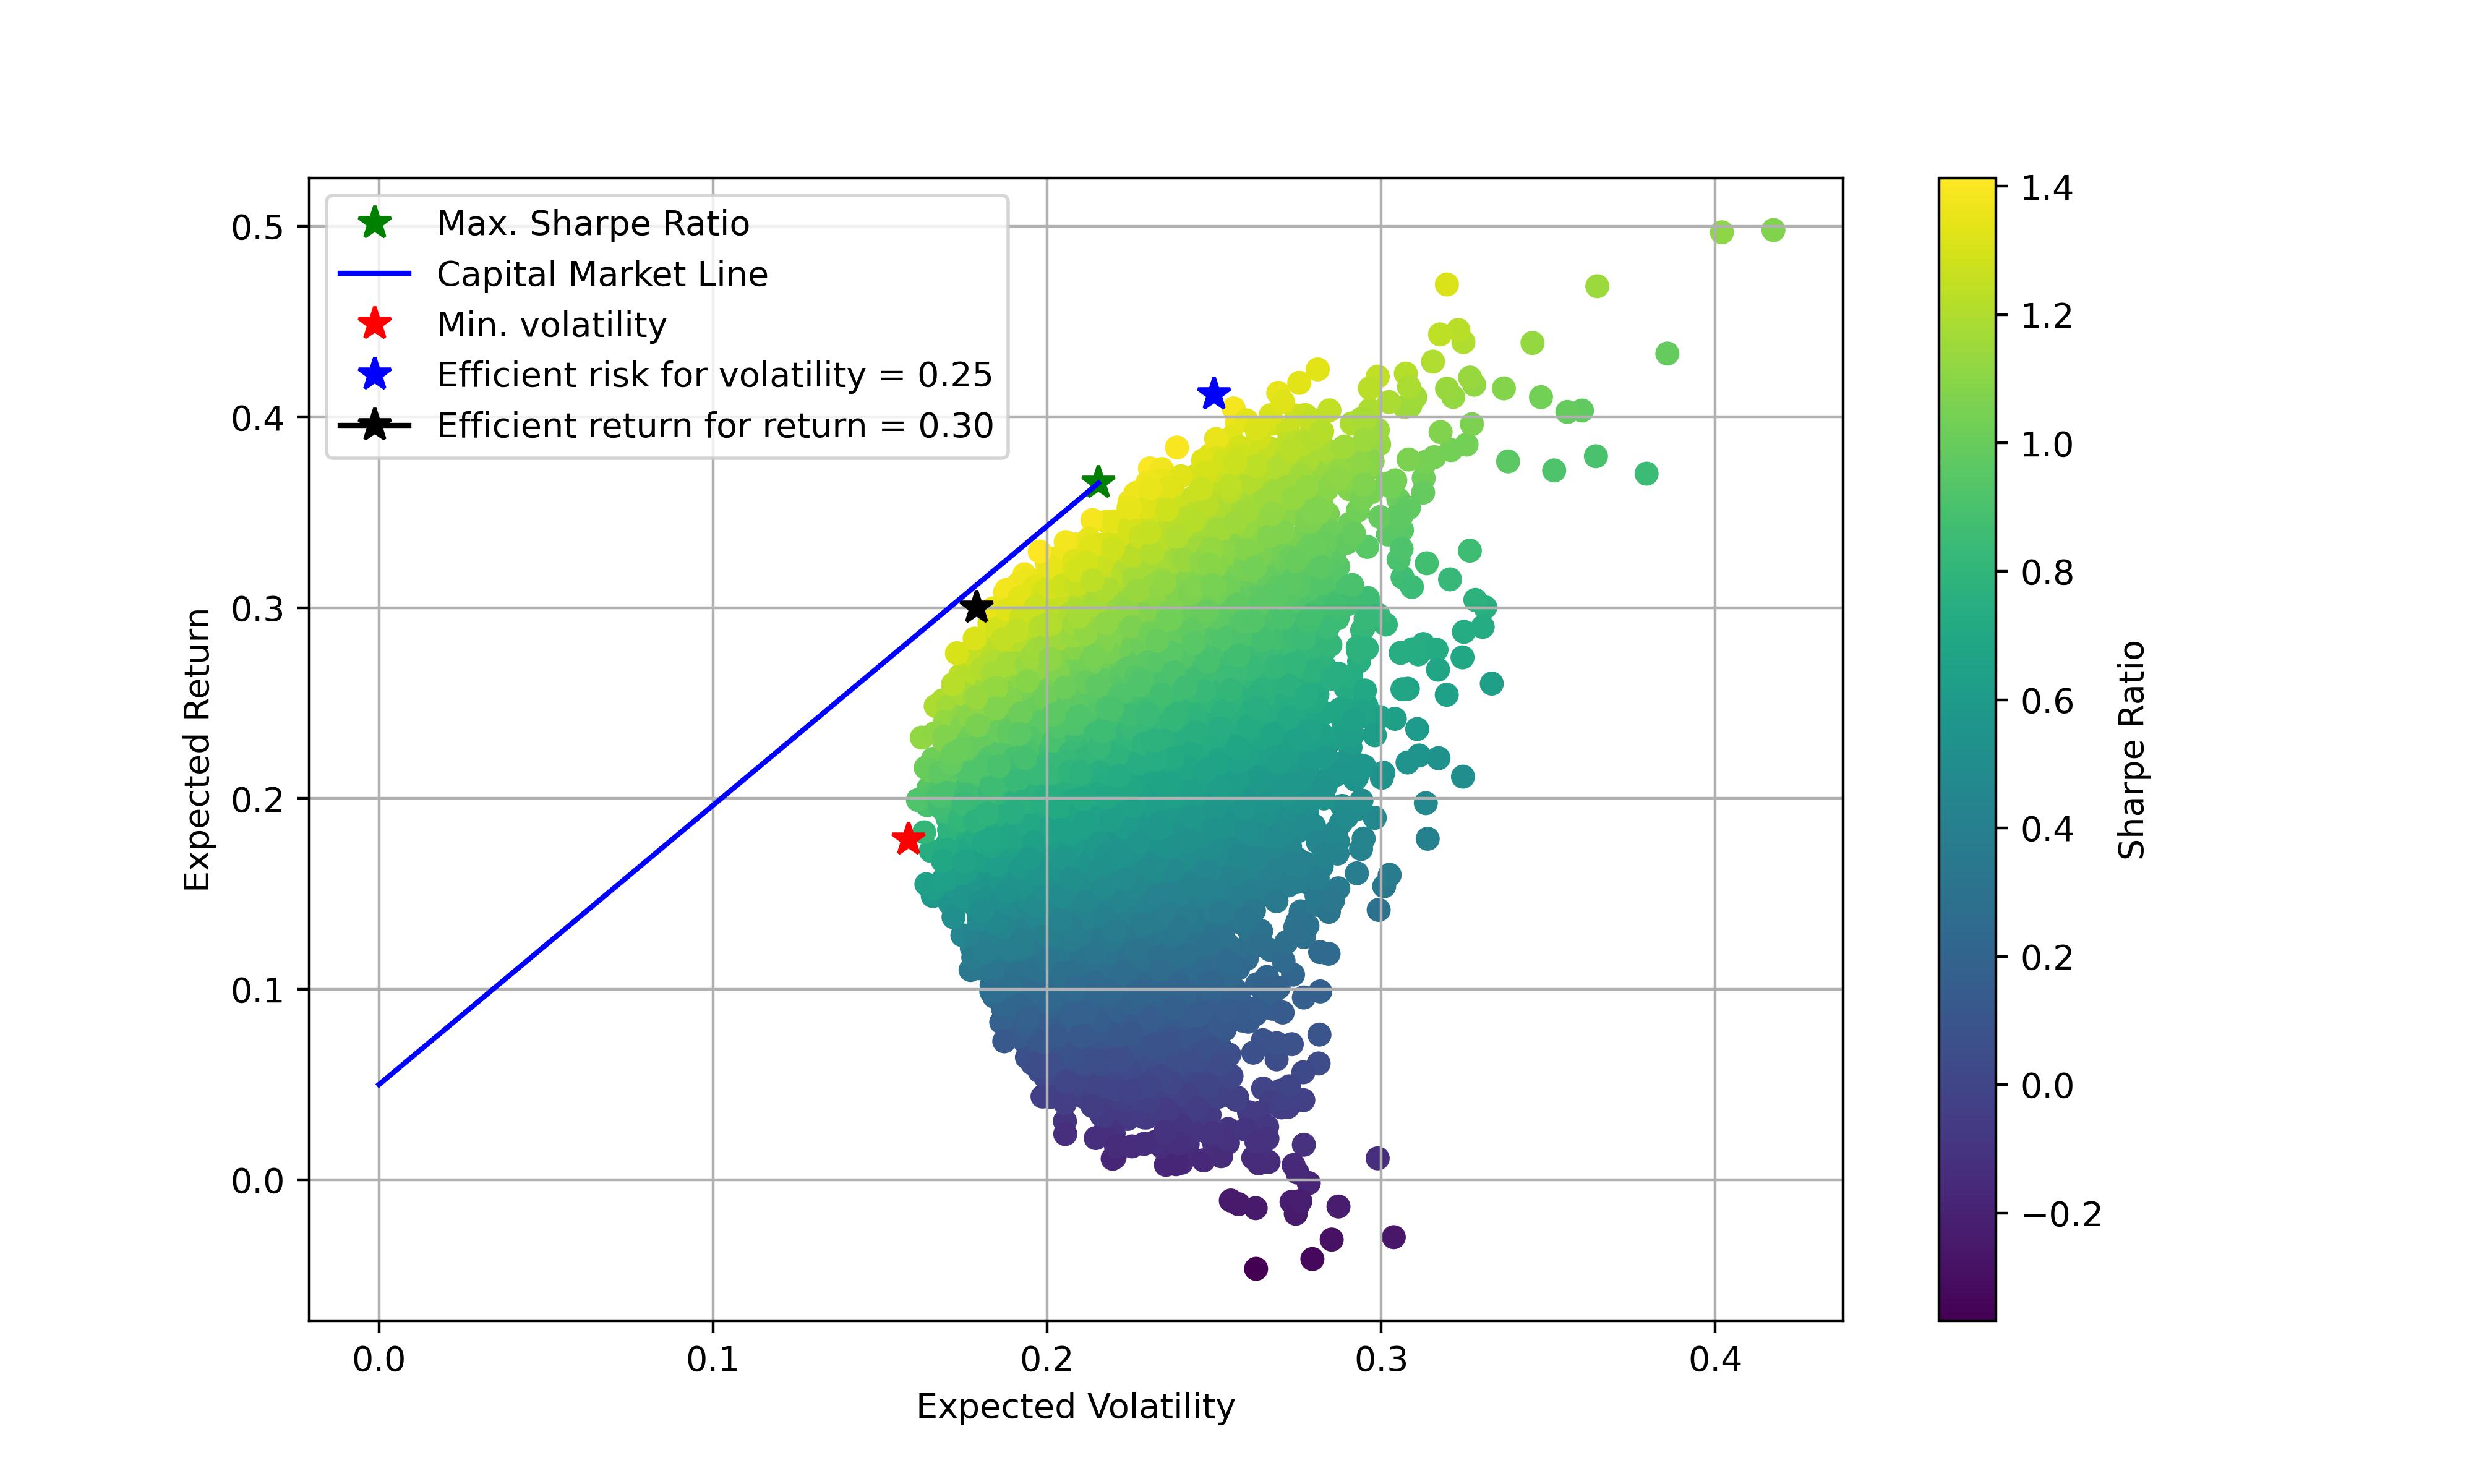 Max. Sharpe Ratio
Capital Market Line
Min. volatility
Efficient risk for volatility = 0.25
Efficient return for return = 0.30
0.5
0.4
0.3
0.2
0.1
0.0
Expected Return
0.0 0.1 0.2 0.3 0.4
Expected Volatility
1.4
1.2
1.0
0.8
0.6
0.4
0.2
0.0
−0.2
Sharpe Ratio